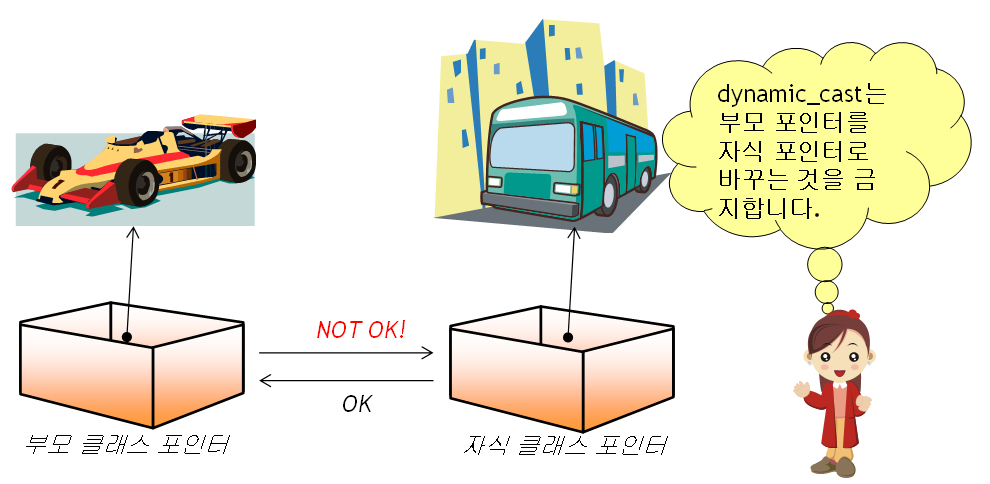 dynamic_cast는
부모 포인터를
자식 포인터로
바꾸는 것을 금
지합니다.
NOT OK!
OK
부모 클래스 포인터
자식 클래스 포인터